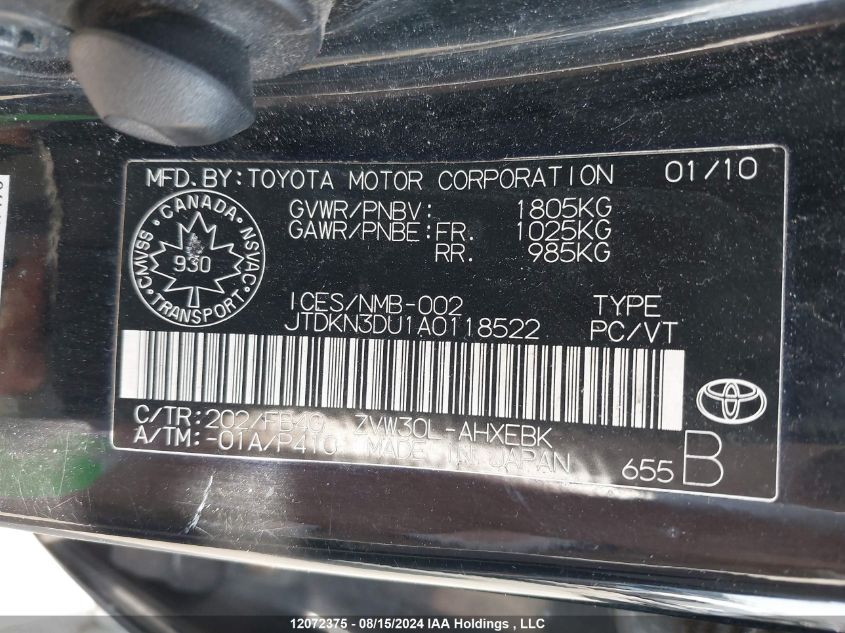 MFD.BY:TOYOTA MOTOR CORPORATION 01/10
GVWR/PNBV: 1805KG
GAWR/PNBE:FR. 1025KG
RR. 985KG
CANADA
CMVSS NSVAC
930
TRANSPORT
ICES/NMB-002 TYPE
JTDKN3DU1A0118522 PC/VT
C/TR:202/FB40 ZVW30L-AHXEBK
A/TM:-01A/P410 MADE IN JAPAN 655 B
12072375 - 08/15/2024 IAA Holdings, LLC